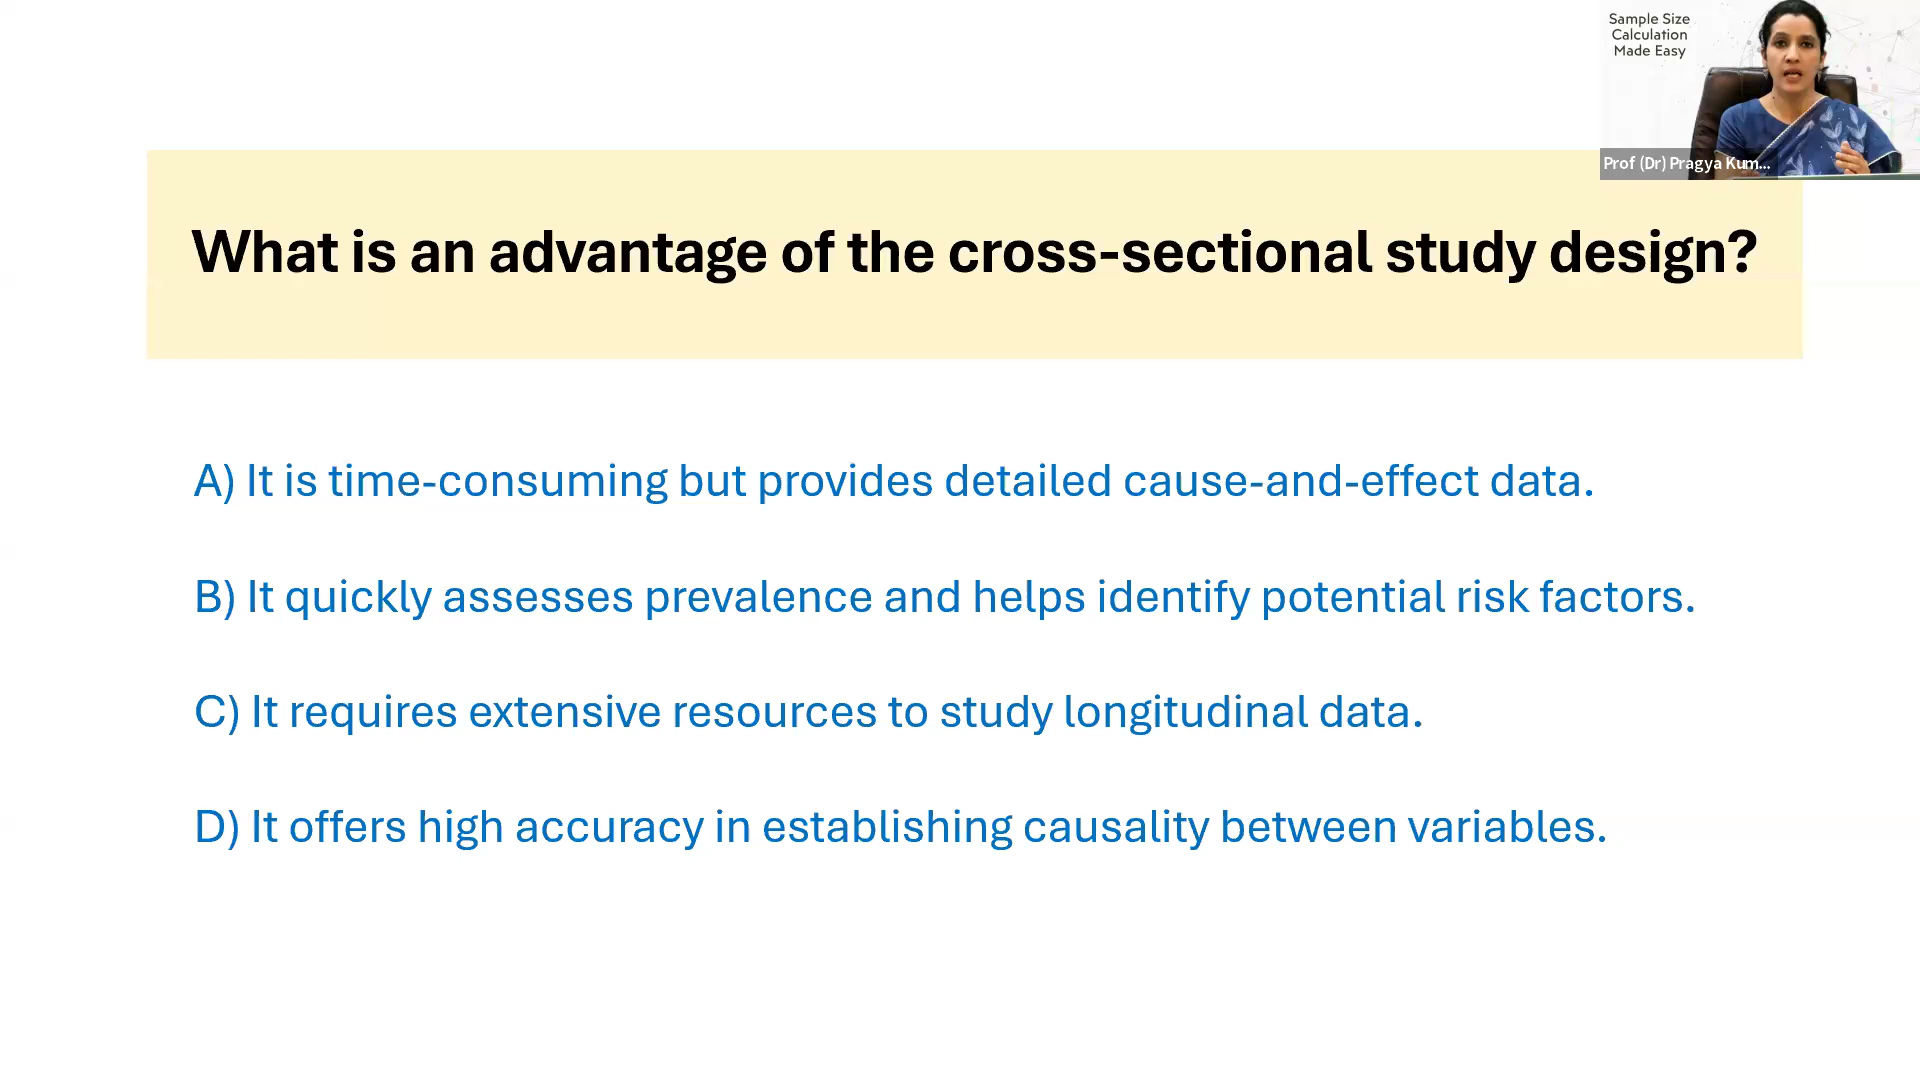 Sample Size
Calculation
Made Easy
Prof (Dr) Pragya Kum...
What is an advantage of the cross-sectional study design?
A) It is time-consuming but provides detailed cause-and-effect data.
B) It quickly assesses prevalence and helps identify potential risk factors.
C) It requires extensive resources to study longitudinal data.
D) It offers high accuracy in establishing causality between variables.